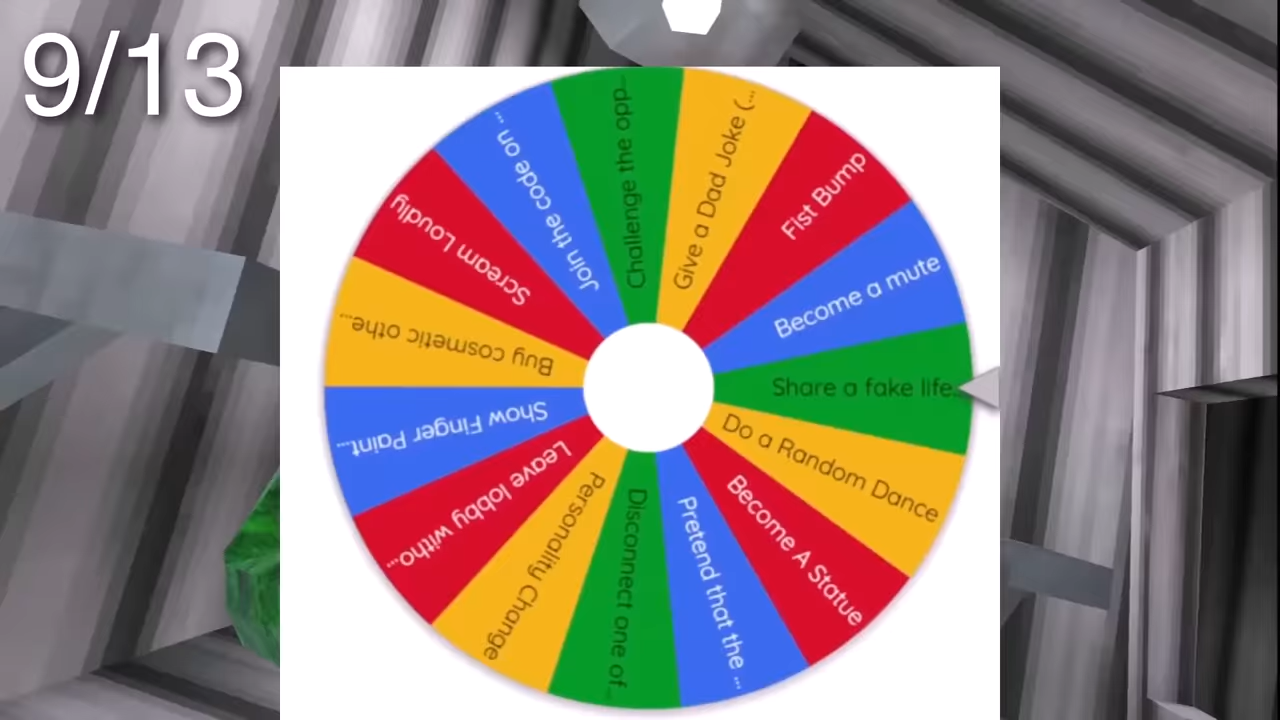 9/13
Challenge the opp...
Give a Dad Joke (...
Fist Bump
Become a mute
Share a fake life
Do a Random Dance
Become A Statue
Pretend that the ...
Disconnect one of...
Personality Change
Leave lobby witho...
Show Finger Paint...
Buy cosmetic othe...
Scream Loudly
Join the code on ...